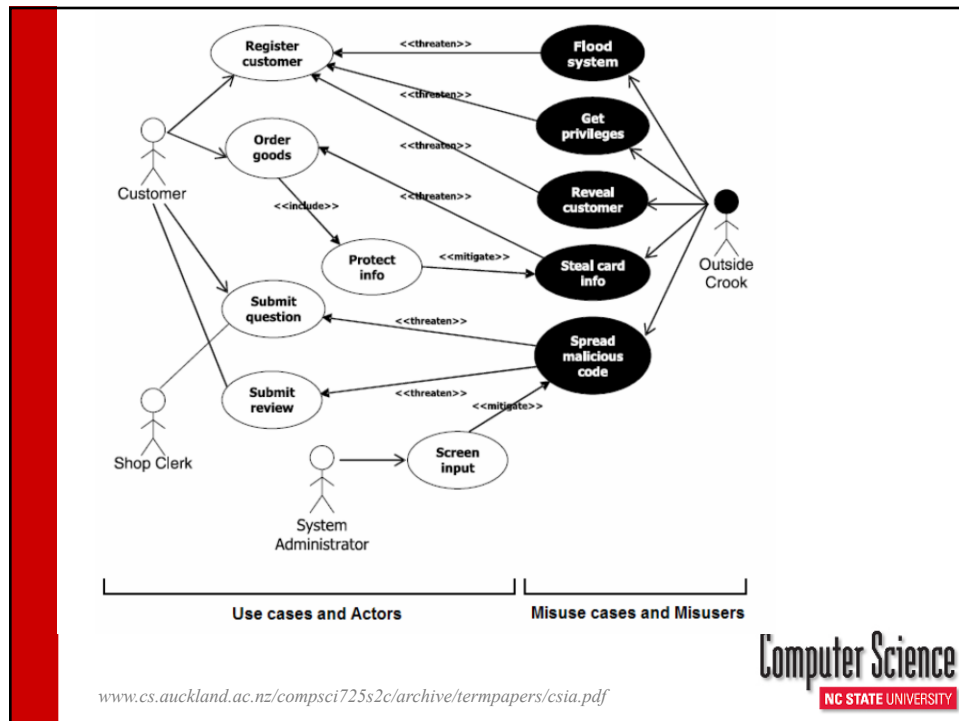 Register
customer
<<threaten>>
Flood
system
<<threaten>>
Get
privileges
Order
goods
<<threaten>>
Customer
<<include>>
<<threaten>>
Reveal
customer
Protect
info
<<mitigate>>
Steal card
info
Outside
Crook
Submit
question
<<threaten>>
Spread
malicious
code
Submit
review
<<threaten>>
<<mitigate>>
Shop Clerk
Screen
input
System
Administrator
Use cases and Actors
Misuse cases and Misusers
www.cs.auckland.ac.nz/compsci725s2c/archive/termpapers/csia.pdf
Computer Science
NC STATE UNIVERSITY